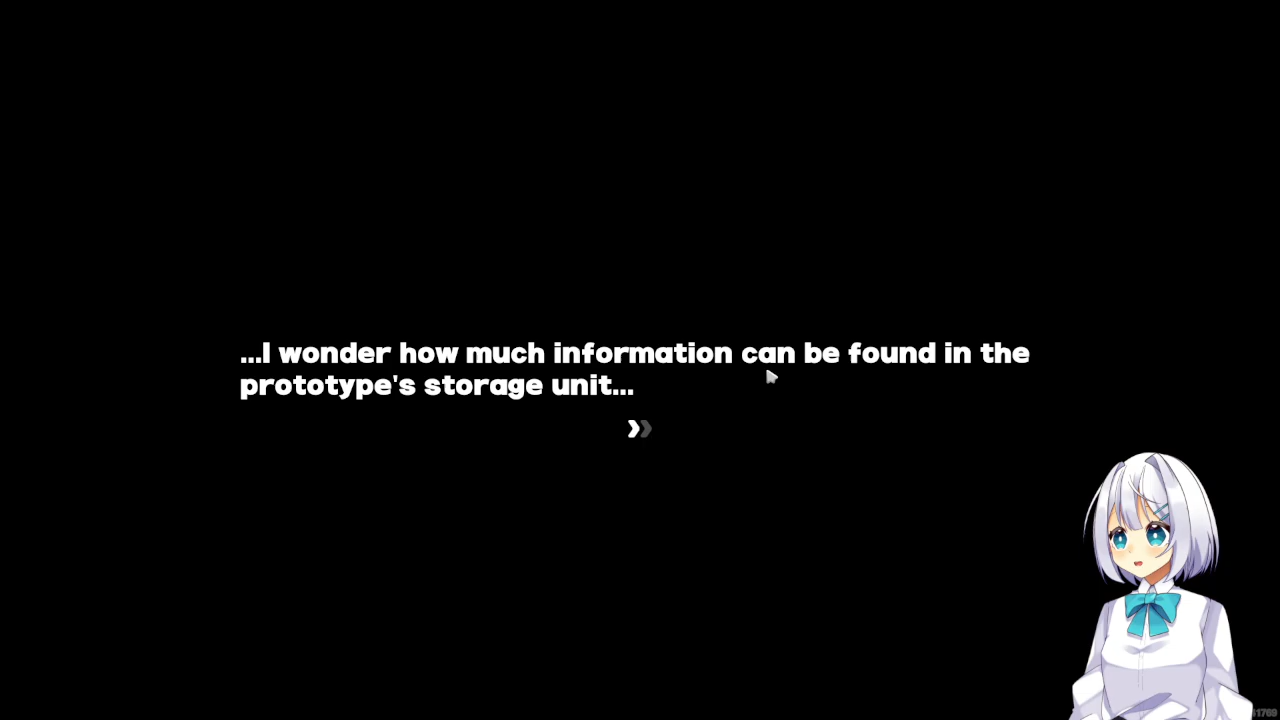 ...I wonder how much information can be found in the
prototype's storage unit...